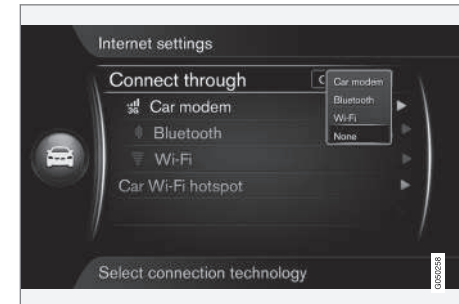 Internet settings
Connect through
Car modem
Bluetooth
Wi-Fi
None
3G Car modem
Bluetooth
Wi-Fi
Car Wi-Fi hotspot
Select connection technology
G050258